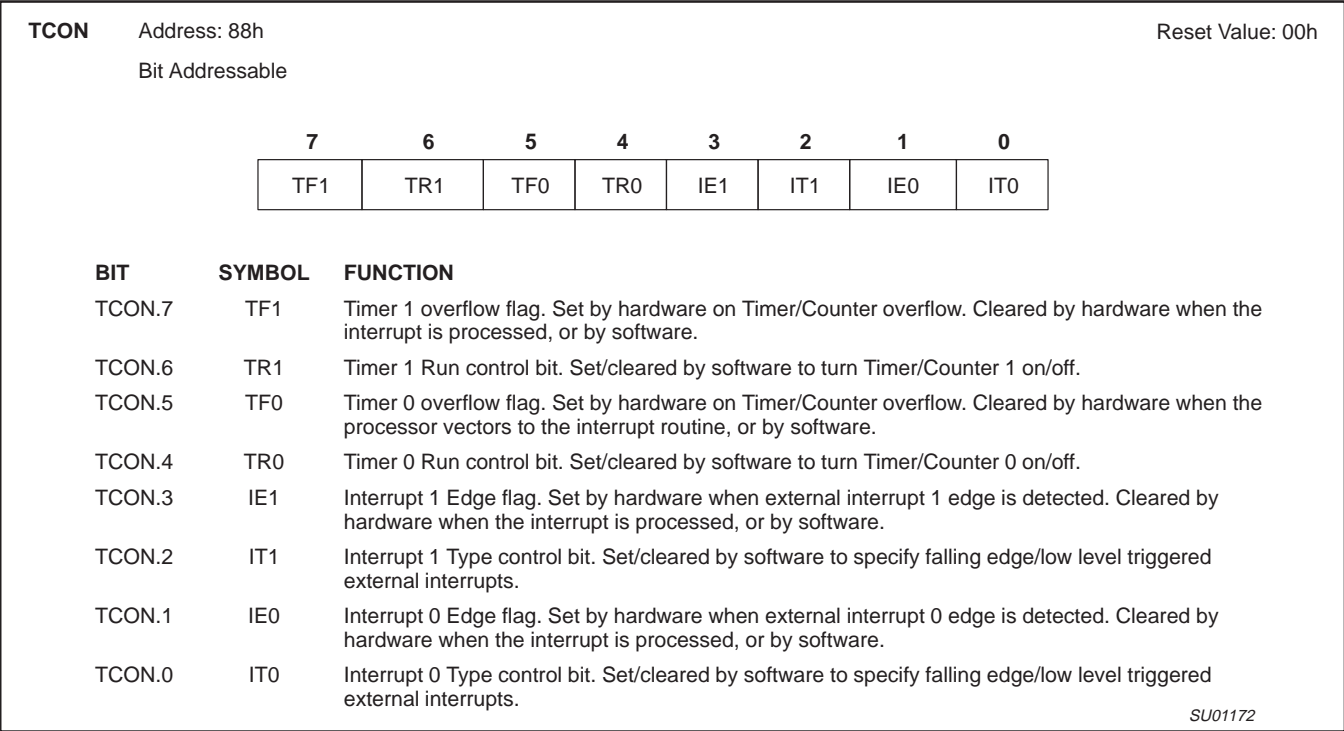 TCON Address: 88h Reset Value: 00h
Bit Addressable
7 6 5 4 3 2 1 0
TF1 TR1 TF0 TR0 IE1 IT1 IE0 IT0
BIT SYMBOL FUNCTION
TCON.7 TF1 Timer 1 overflow flag. Set by hardware on Timer/Counter overflow. Cleared by hardware when the
interrupt is processed, or by software.
TCON.6 TR1 Timer 1 Run control bit. Set/cleared by software to turn Timer/Counter 1 on/off.
TCON.5 TF0 Timer 0 overflow flag. Set by hardware on Timer/Counter overflow. Cleared by hardware when the
processor vectors to the interrupt routine, or by software.
TCON.4 TR0 Timer 0 Run control bit. Set/cleared by software to turn Timer/Counter 0 on/off.
TCON.3 IE1 Interrupt 1 Edge flag. Set by hardware when external interrupt 1 edge is detected. Cleared by
hardware when the interrupt is processed, or by software.
TCON.2 IT1 Interrupt 1 Type control bit. Set/cleared by software to specify falling edge/low level triggered
external interrupts.
TCON.1 IE0 Interrupt 0 Edge flag. Set by hardware when external interrupt 0 edge is detected. Cleared by
hardware when the interrupt is processed, or by software.
TCON.0 IT0 Interrupt 0 Type control bit. Set/cleared by software to specify falling edge/low level triggered
external interrupts.
SU01172